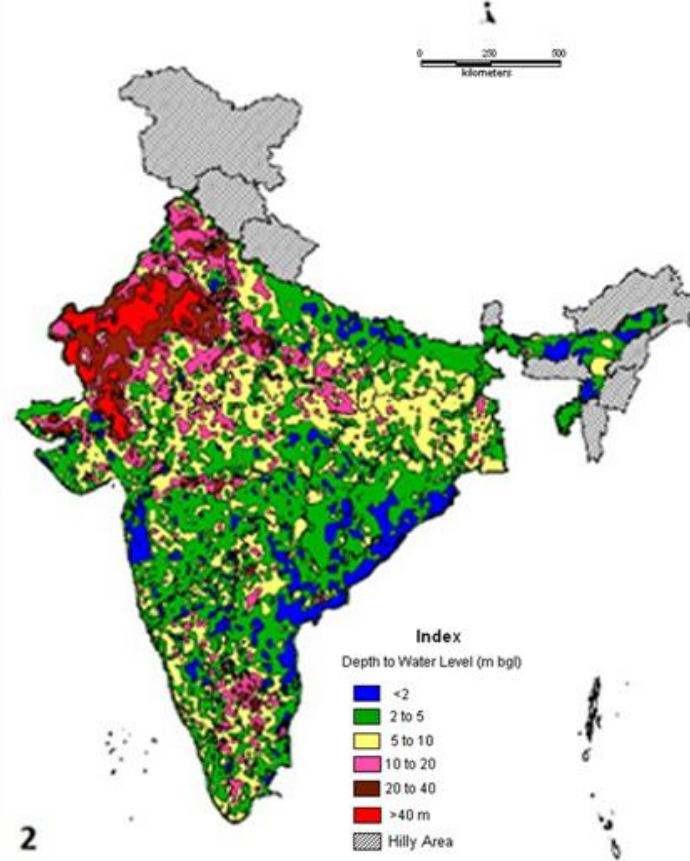 0 250 500
kilometers
Index
Depth to Water Level (m bgl)
<2
2 to 5
5 to 10
10 to 20
20 to 40
>40 m
Hilly Area
2